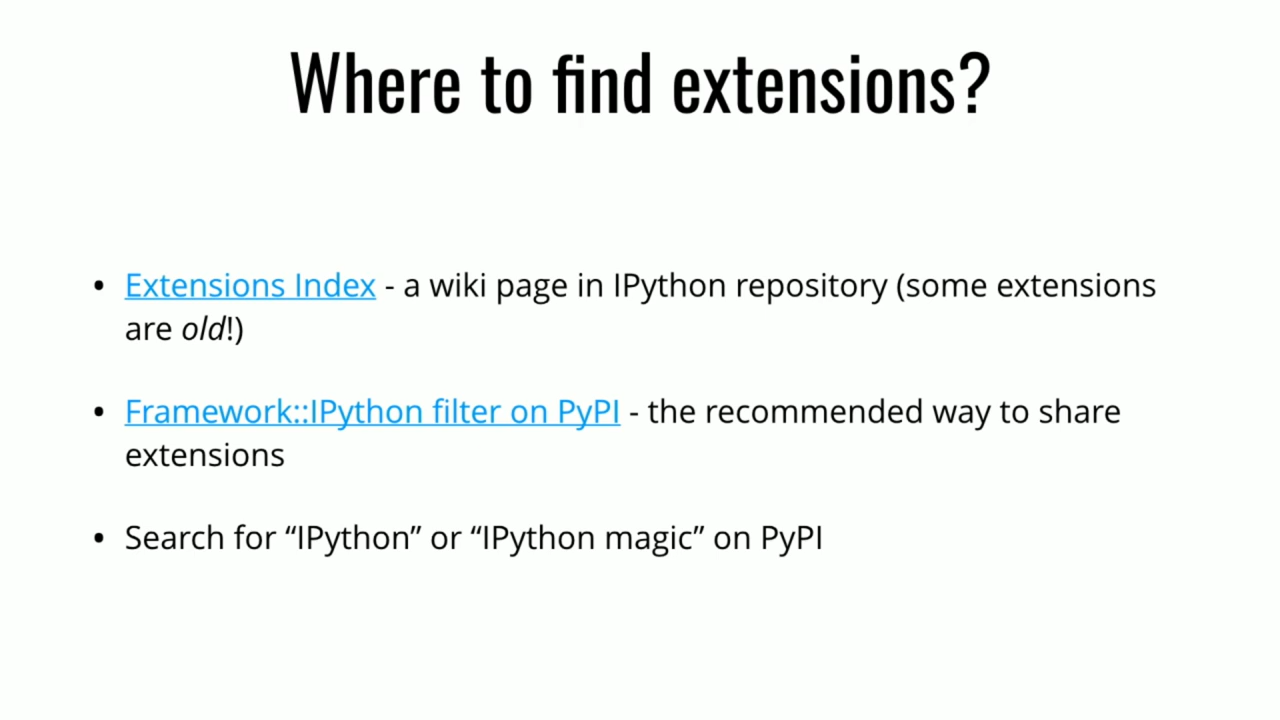 Where to find extensions?
• Extensions Index - a wiki page in IPython repository (some extensions
are old!)
• Framework::IPython filter on PyPI - the recommended way to share
extensions
• Search for “IPython” or “IPython magic” on PyPI